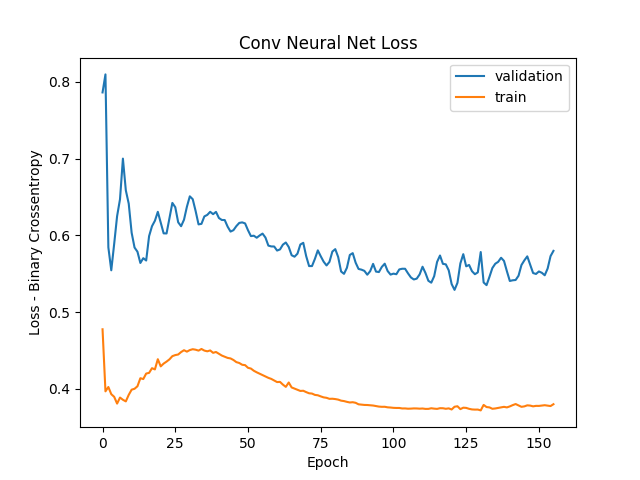 Conv Neural Net Loss
validation
train
Loss - Binary Crossentropy
0.8
0.7
0.6
0.5
0.4
0 25 50 75 100 125 150
Epoch